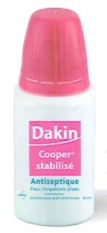 Dakin
Cooper®
stabilisé
Antiseptique
Peau, muqueuses, plaies